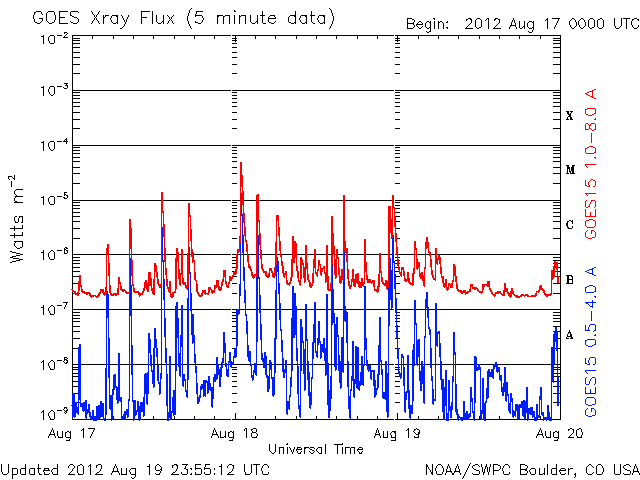 GOES Xray Flux (5 minute data)
Begin: 2012 Aug 17 0000 UTC
10-2
10-3
10-4
10-5
10-6
10-7
10-8
10-9
Watts m-2
X
M
C
B
A
GOES15 1.0-8.0 A
GOES15 0.5-4.0 A
Aug 17
Aug 18
Aug 19
Aug 20
Universal Time
Updated 2012 Aug 19 23:55:12 UTC
NOAA/SWPC Boulder, CO USA